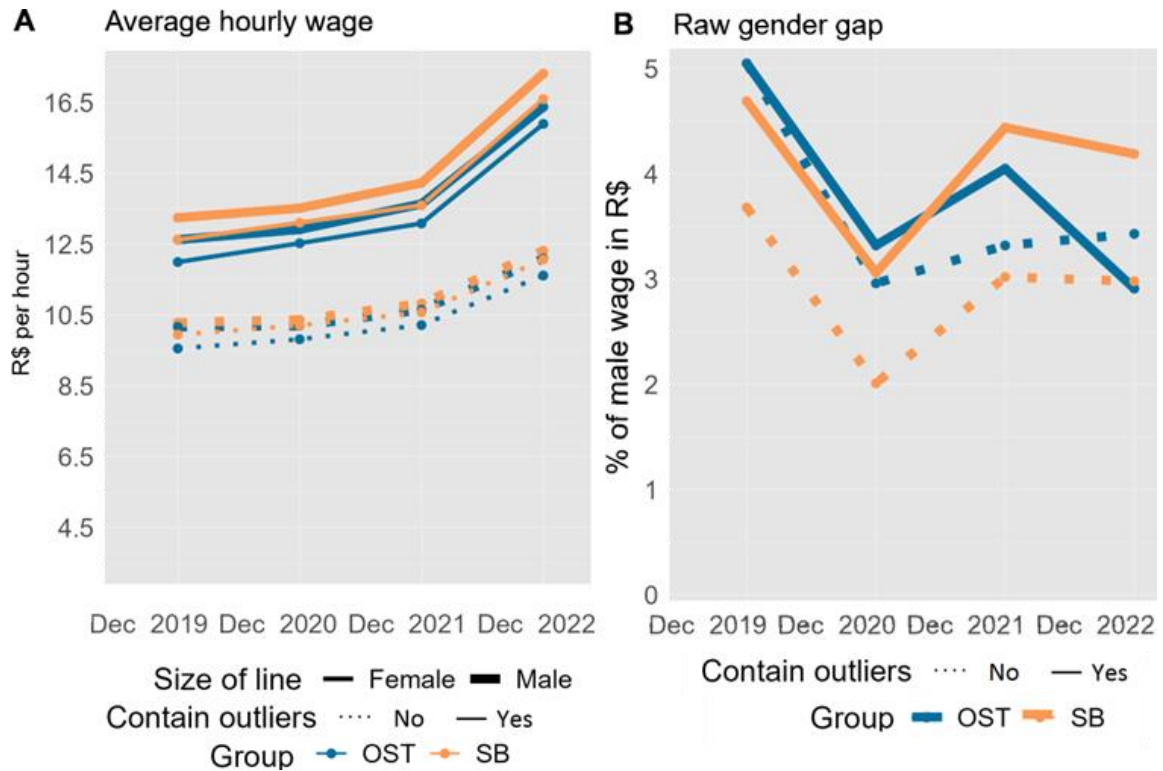 A Average hourly wage
R$ per hour
16.5
14.5
12.5
10.5
8.5
6.5
4.5
Dec 2019 Dec 2020 Dec 2021 Dec 2022
Size of line Female Male
Contain outliers No Yes
Group OST SB
B Raw gender gap
% of male wage in R$
5
4
3
2
1
0
Dec 2019 Dec 2020 Dec 2021 Dec 2022
Contain outliers No Yes
Group OST SB